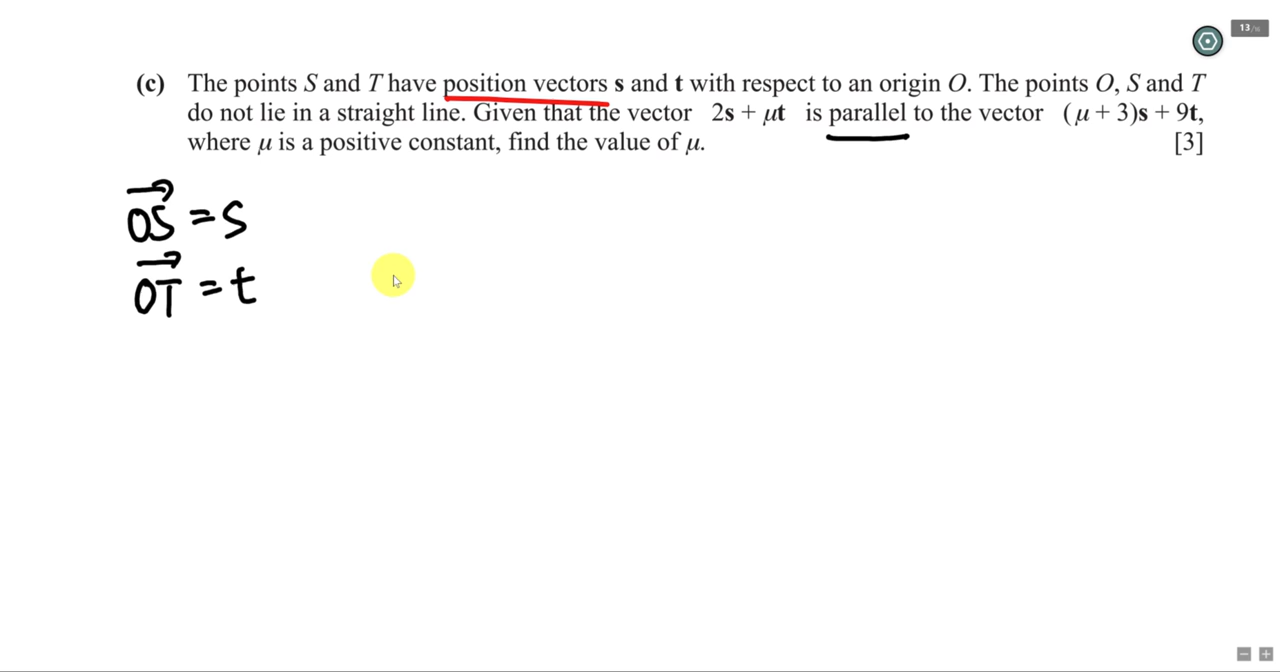 13/16
(c) The points S and T have position vectors s and t with respect to an origin O. The points O, S and T
do not lie in a straight line. Given that the vector 2s + μt is parallel to the vector (μ + 3)s + 9t,
where μ is a positive constant, find the value of μ. [3]
OS = s
OT = t